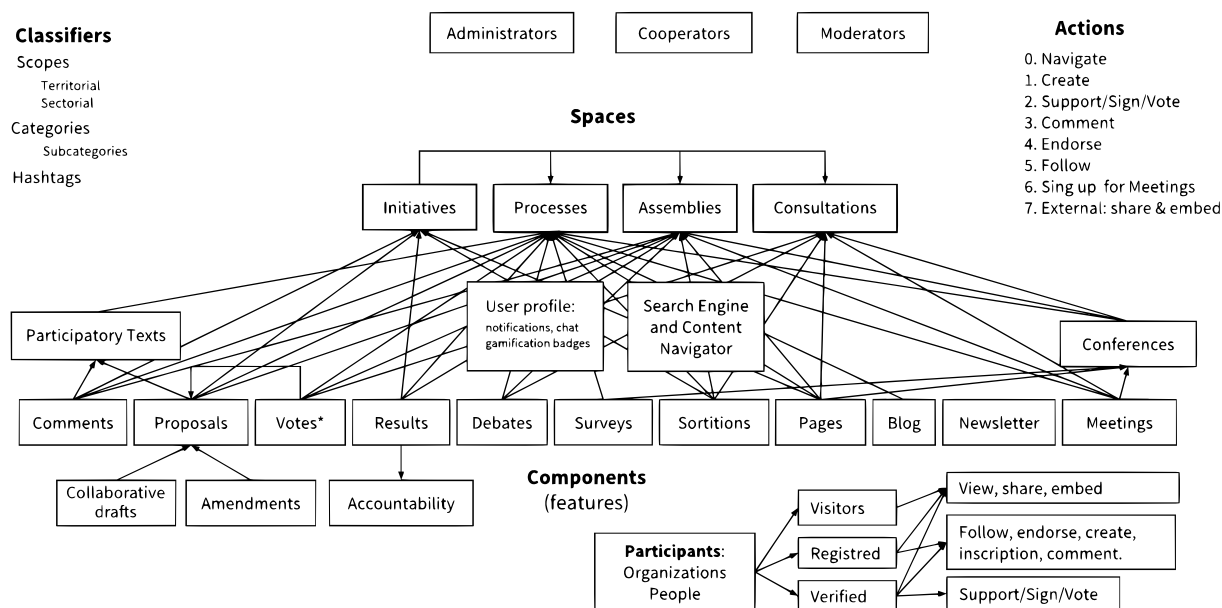 Classifiers
Scopes
Territorial
Sectorial
Categories
Subcategories
Hashtags
Administrators
Cooperators
Moderators
Actions
0. Navigate
1. Create
2. Support/Sign/Vote
3. Comment
4. Endorse
5. Follow
6. Sing up for Meetings
7. External: share & embed
Spaces
Initiatives
Processes
Assemblies
Consultations
User profile:
notifications, chat
gamification badges
Search Engine
and Content
Navigator
Participatory Texts
Conferences
Comments
Proposals
Votes*
Results
Debates
Surveys
Sortitions
Pages
Blog
Newsletter
Meetings
Collaborative
drafts
Amendments
Accountability
Components
(features)
Participants:
Organizations
People
Visitors
Registred
Verified
View, share, embed
Follow, endorse, create,
inscription, comment.
Support/Sign/Vote